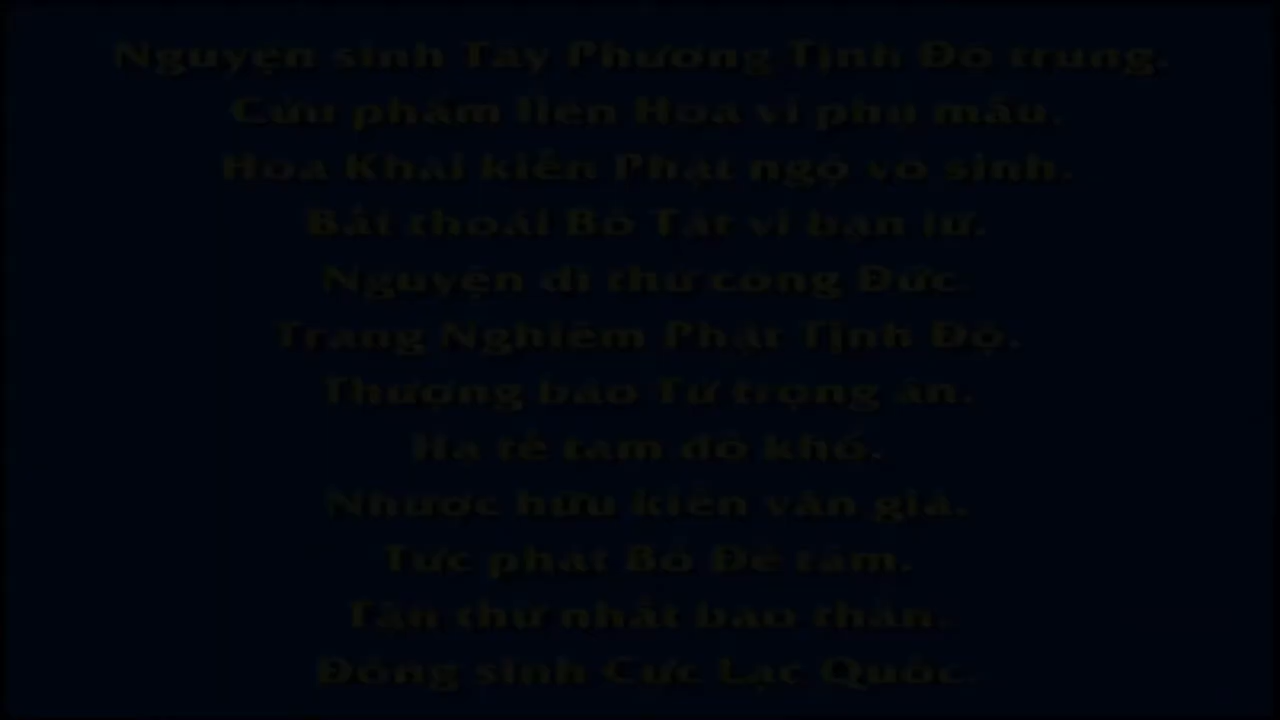 Nguyện sinh Tây Phương Tịnh Độ trung.
Cửu phẩm liên Hoa vi phụ mẫu.
Hoa Khai kiến Phật ngộ vô sinh.
Bất thoái Bồ Tát vi bạn lữ.
Nguyện dĩ thử công Đức.
Trang Nghiêm Phật Tịnh Độ.
Thượng báo Tứ trọng ân.
Hạ tế tam đồ khổ.
Nhược hữu kiến văn giả.
Tức phát Bồ Đề tâm.
Tận thử nhất báo thân.
Đồng sinh Cực Lạc Quốc.